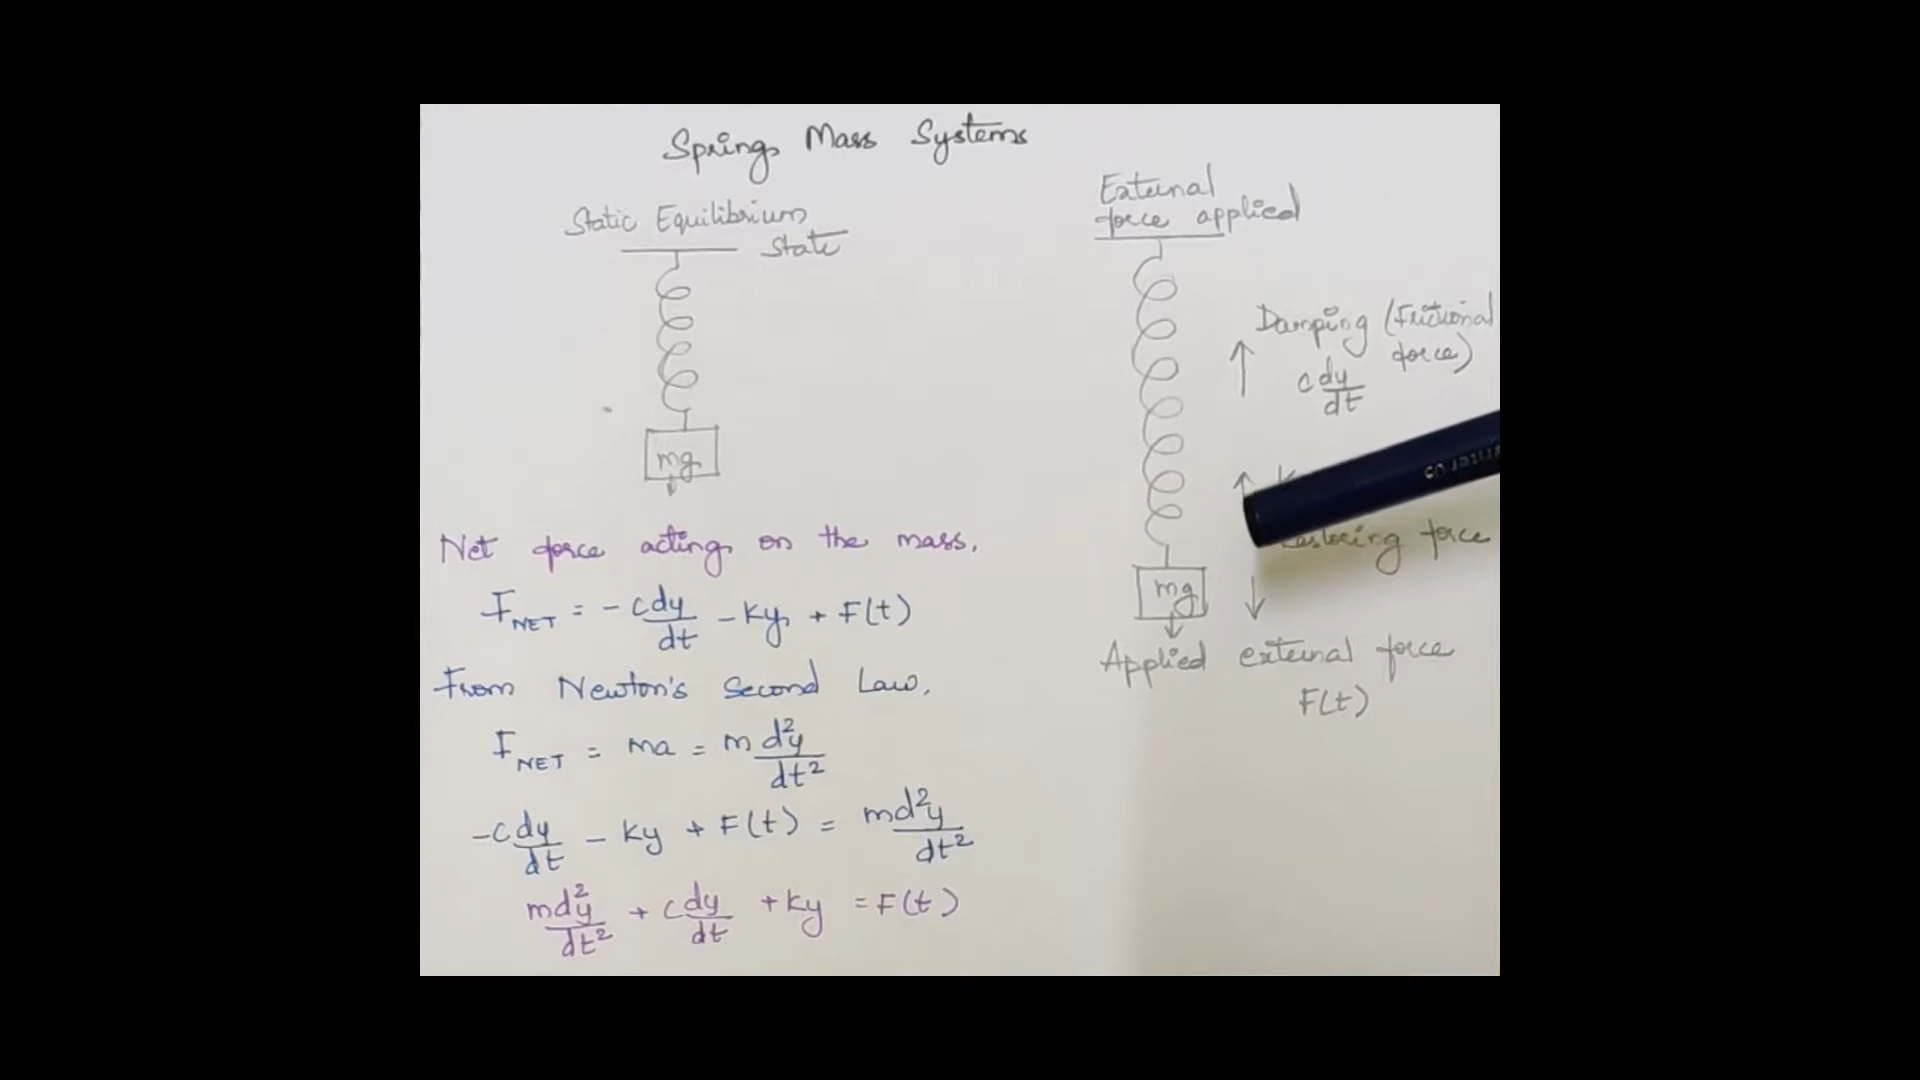 Spring Mass Systems
Static Equilibrium
State
mg
External
force applied
Damping (Frictional
force)
c dy/dt
force
mg
Applied external force
F(t)
Net force acting on the mass,
F_NET = -c dy/dt - ky + F(t)
From Newton's Second Law,
F_NET = ma = m d²y/dt²
-c dy/dt - ky + F(t) = m d²y/dt²
m d²y/dt² + c dy/dt + ky = F(t)